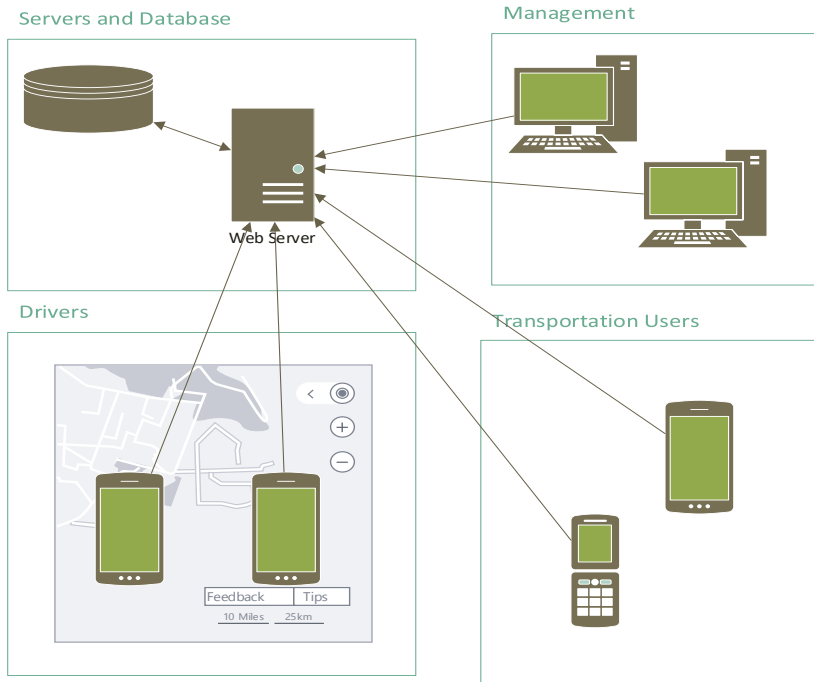 Servers and Database
Management
Web Server
Drivers
Transportation Users
Feedback
Tips
10 Miles
25km